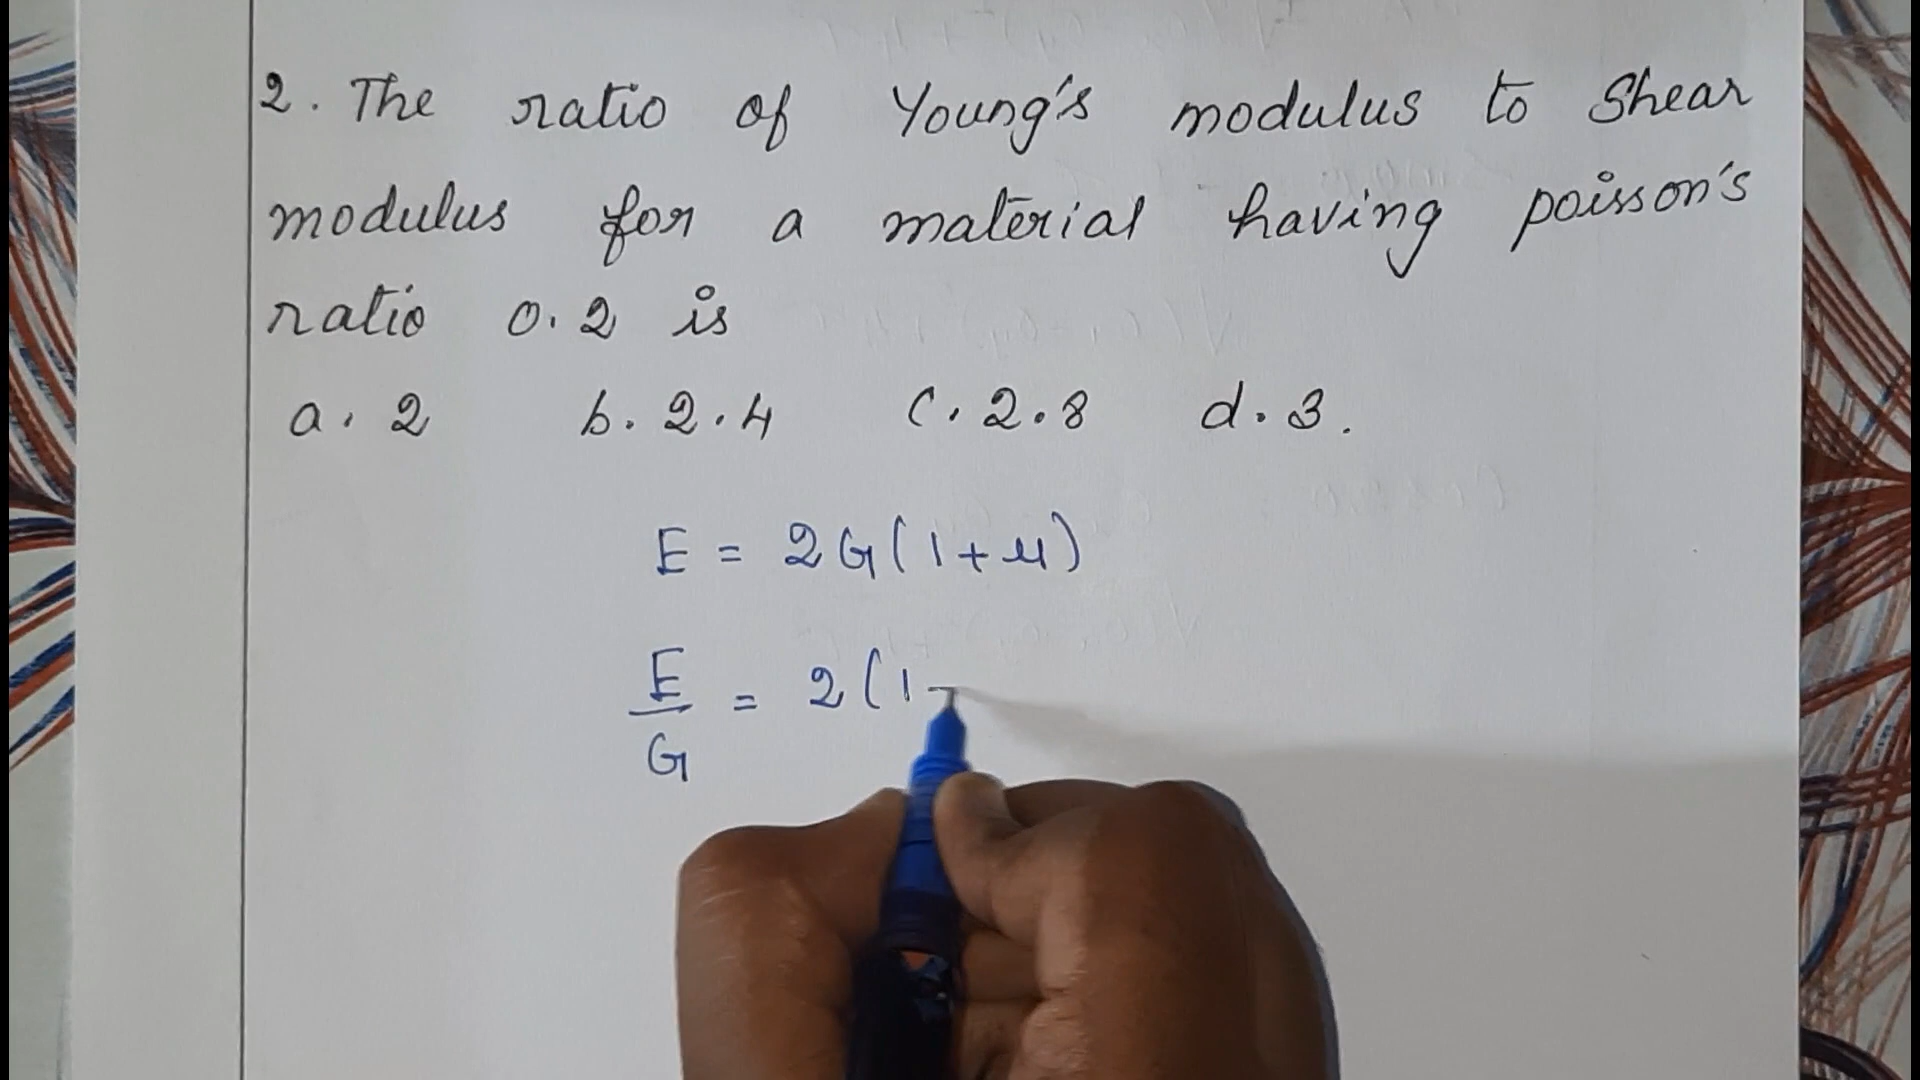 2. The ratio of Young's modulus to Shear
modulus for a material having poisson's
ratio 0.2 is
a. 2 b. 2.4 c. 2.8 d. 3.
E = 2G(1+μ)
E/G = 2(1-